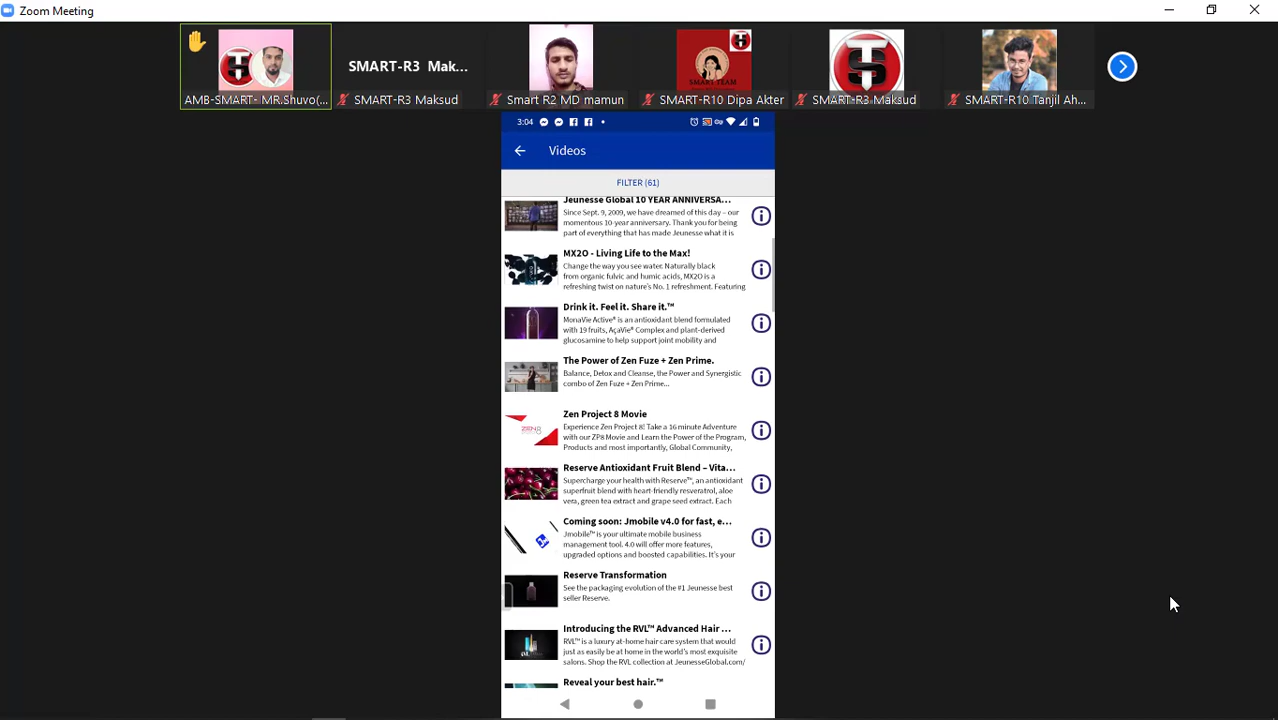 Zoom Meeting
SMART-R3 Mak...
SMART TEAM
AMB-SMART- MR.Shuvo(...
SMART-R3 Maksud
Smart R2 MD mamun
SMART-R10 Dipa Akter
SMART-R3 Maksud
SMART-R10 Tanjil Ah...
3:04
Videos
FILTER (61)
Jeunesse Global 10 YEAR ANNIVERSA...
Since Sept. 9, 2009, we have dreamed of this day – our
momentous 10-year anniversary. Thank you for being
part of everything that has made Jeunesse what it is
MX2O - Living Life to the Max!
Change the way you see water. Naturally black
from organic fulvic and humic acids, MX2O is a
refreshing twist on nature's No. 1 refreshment. Featuring
Drink it. Feel it. Share it.™
MonaVie Active® is an antioxidant blend formulated
with 19 fruits, AçaVie® Complex and plant-derived
glucosamine to help support joint mobility and
The Power of Zen Fuze + Zen Prime.
Balance, Detox and Cleanse, the Power and Synergistic
combo of Zen Fuze + Zen Prime...
Zen Project 8 Movie
Experience Zen Project 8! Take a 16 minute Adventure
with our ZP8 Movie and Learn the Power of the Program,
Products and most importantly, Global Community,
Reserve Antioxidant Fruit Blend – Vita...
Supercharge your health with Reserve™, an antioxidant
superfruit blend with heart-friendly resveratrol, aloe
vera, green tea extract and grape seed extract. Each
Coming soon: Jmobile v4.0 for fast, e...
Jmobile™ is your ultimate mobile business
management tool. 4.0 will offer more features,
upgraded options and boosted capabilities. It's your
Reserve Transformation
See the packaging evolution of the #1 Jeunesse best
seller Reserve.
Introducing the RVL™ Advanced Hair ...
RVL™ is a luxury at-home hair care system that would
just as easily be at home in the world's most exquisite
salons. Shop the RVL collection at JeunesseGlobal.com/
Reveal your best hair.™